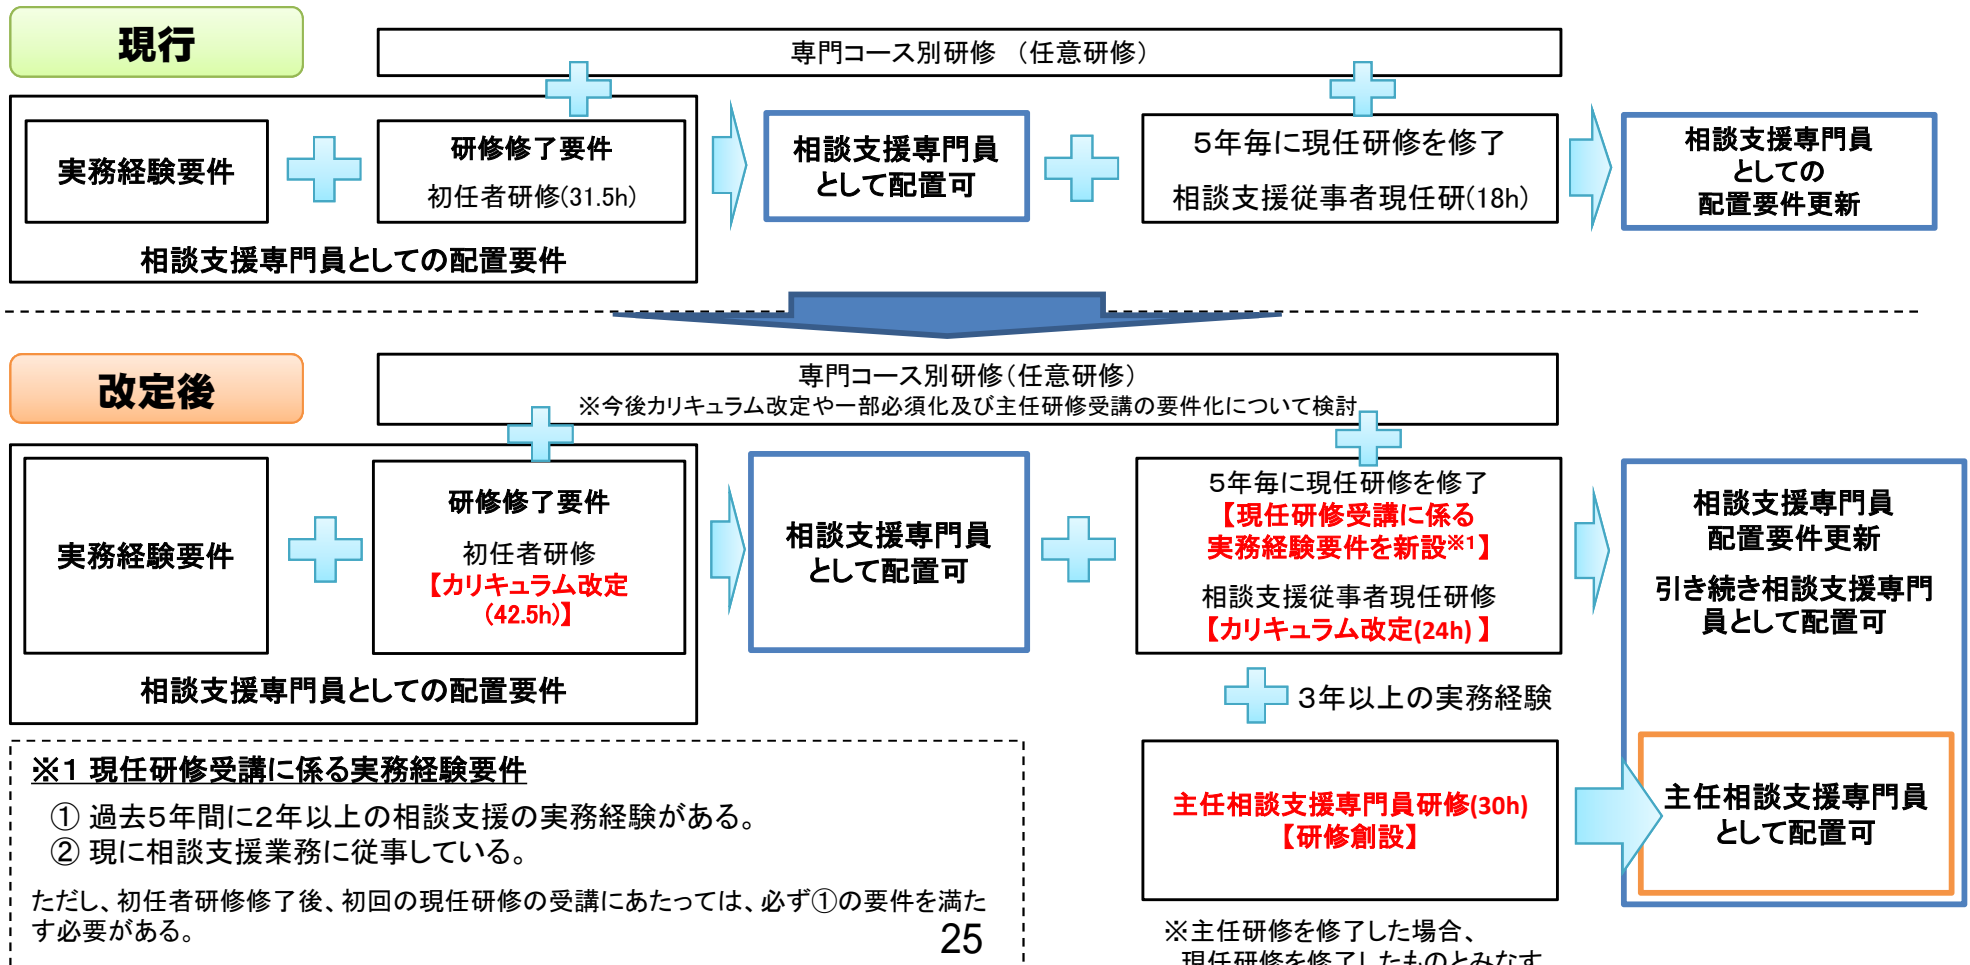 現行
専門コース別研修 （任意研修）
実務経験要件
研修修了要件
初任者研修(31.5h)
相談支援専門員としての配置要件
相談支援専門員
として配置可
５年毎に現任研修を修了
相談支援従事者現任研(18h)
相談支援専門員
としての
配置要件更新
改定後
専門コース別研修（任意研修）
※今後カリキュラム改定や一部必須化及び主任研修受講の要件化について検討
実務経験要件
研修修了要件
初任者研修
【カリキュラム改定
(42.5h)】
相談支援専門員としての配置要件
相談支援専門員
として配置可
５年毎に現任研修を修了
【現任研修受講に係る
実務経験要件を新設※1】
相談支援従事者現任研修
【カリキュラム改定(24h) 】
３年以上の実務経験
主任相談支援専門員研修(30h)
【研修創設】
※主任研修を修了した場合、
現任研修を修了したものとみなす
相談支援専門員
配置要件更新
引き続き相談支援専門
員として配置可
主任相談支援専門員
として配置可
※１ 現任研修受講に係る実務経験要件
① 過去５年間に２年以上の相談支援の実務経験がある。
② 現に相談支援業務に従事している。
ただし、初任者研修修了後、初回の現任研修の受講にあたっては、必ず①の要件を満た
す必要がある。
25